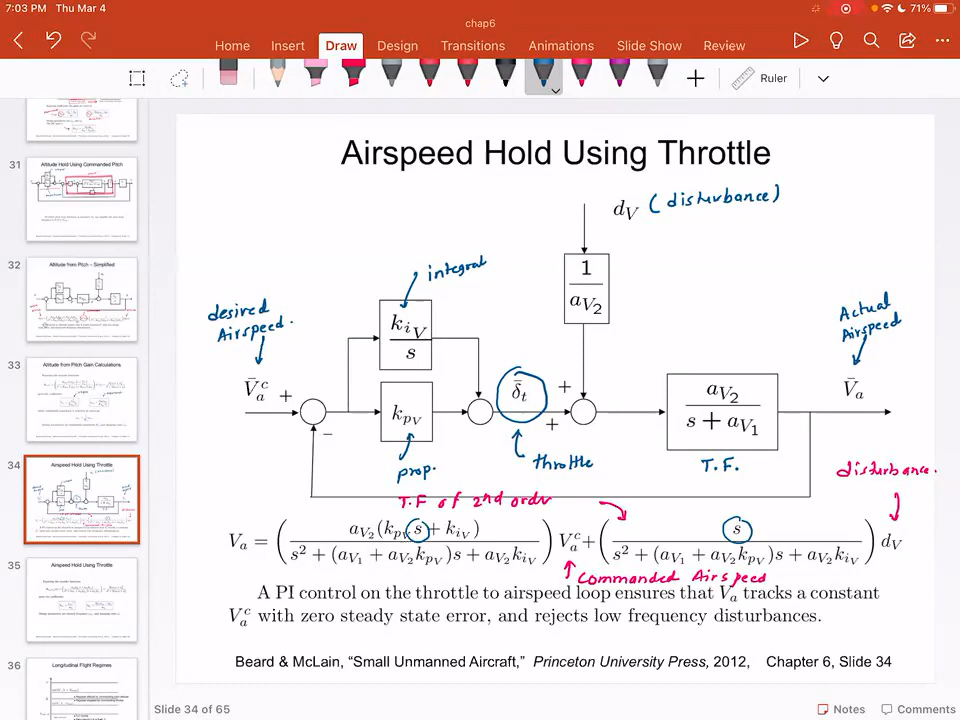 7:03 PM Thu Mar 4
71%
chap6
Home Insert Draw Design Transitions Animations Slide Show Review
Ruler
31
Altitude Hold Using Commanded Pitch
32
Altitude from Pitch – Simplified
33
Altitude from Pitch Gain Calculations
34
Airspeed Hold Using Throttle
35
Airspeed Hold Using Throttle
36
Longitudinal Flight Regimes
Airspeed Hold Using Throttle
d_V (disturbance)
integral
1/a_{V_2}
desired Airspeed.
Actual Airspeed
k_{i_V}/s
\bar{V}_a^c +
\bar{δ}_t
+
\bar{V}_a
k_{p_V}
a_{V_2}/(s + a_{V_1})
−
+
prop.
throttle
T.F.
disturbance.
T.F of 2nd order
V_a = ( a_{V_2}(k_{p_V}s + k_{i_V}) / (s^2 + (a_{V_1} + a_{V_2}k_{p_V})s + a_{V_2}k_{i_V}) ) V_a^c + ( s / (s^2 + (a_{V_1} + a_{V_2}k_{p_V})s + a_{V_2}k_{i_V}) ) d_V
Commanded Airspeed
A PI control on the throttle to airspeed loop ensures that V_a tracks a constant
V_a^c with zero steady state error, and rejects low frequency disturbances.
Beard & McLain, “Small Unmanned Aircraft,” Princeton University Press, 2012, Chapter 6, Slide 34
Slide 34 of 65
Notes
Comments